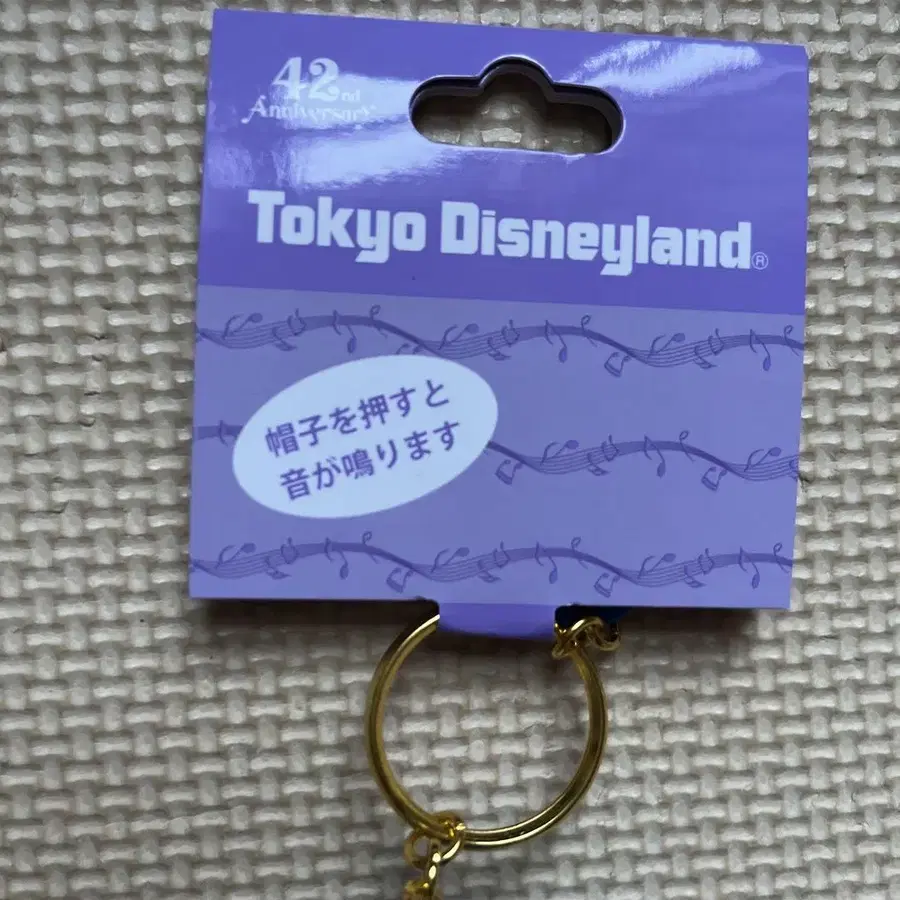 42nd
Anniversary
Tokyo Disneyland®
帽子を押すと
音が鳴ります